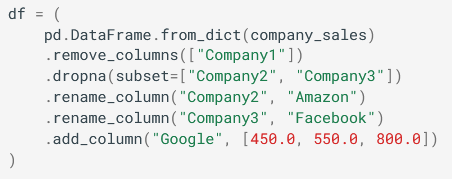 df = (
    pd.DataFrame.from_dict(company_sales)
    .remove_columns(["Company1"])
    .dropna(subset=["Company2", "Company3"])
    .rename_column("Company2", "Amazon")
    .rename_column("Company3", "Facebook")
    .add_column("Google", [450.0, 550.0, 800.0])
)